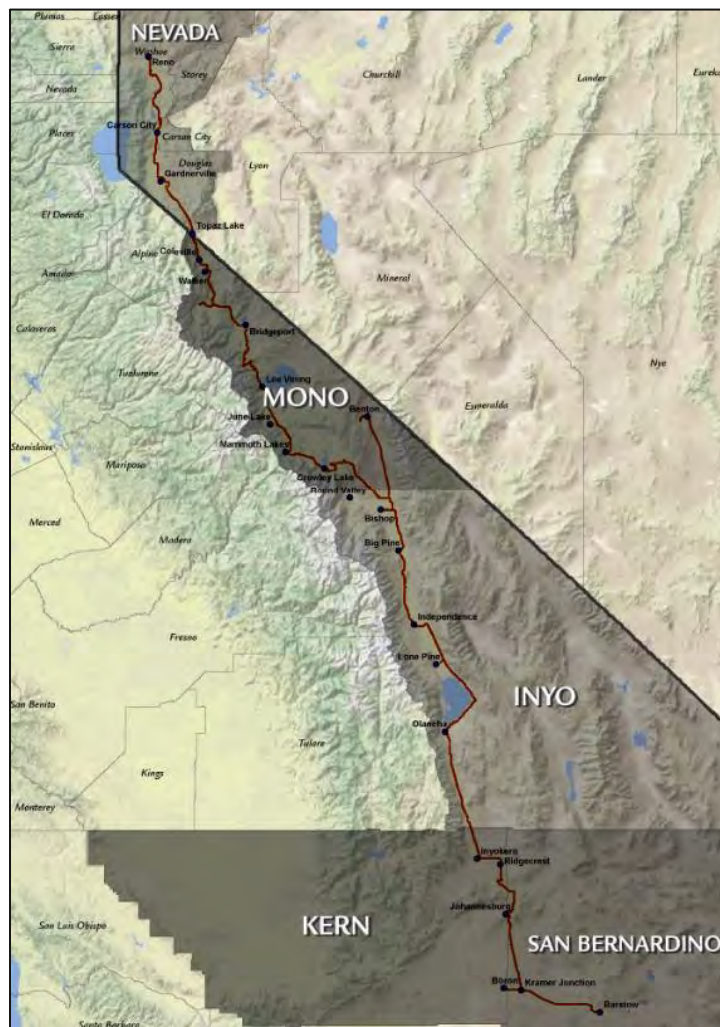 Plumas
Lassen
NEVADA
Sierra
Washoe
Reno
Storey
Churchill
Lander
Eureka
Nevada
Placer
Carson City
Carson City
Douglas
Lyon
Gardnerville
El Dorado
Topaz Lake
Alpine
Coleville
Amador
Walker
Mineral
Calaveras
Bridgeport
Nye
Tuolumne
Lee Vining
MONO
Esmeralda
Benton
June Lake
Stanislaus
Mammoth Lakes
Mariposa
Crowley Lake
Round Valley
Merced
Bishop
Madera
Big Pine
Independence
Fresno
Lone Pine
INYO
San Benito
Olancha
Tulare
Kings
Monterey
Inyokern
Ridgecrest
Johannesburg
KERN
San Luis Obispo
SAN BERNARDINO
Boron
Kramer Junction
Barstow
Santa Barbara